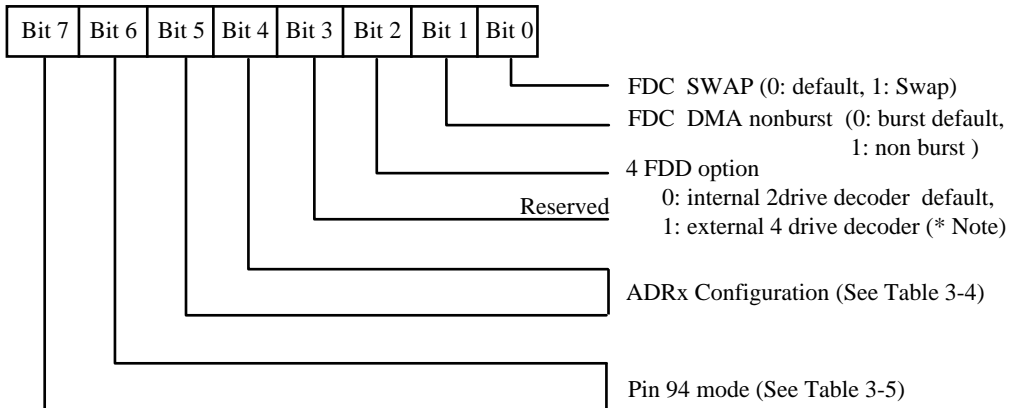 Bit 7 Bit 6 Bit 5 Bit 4 Bit 3 Bit 2 Bit 1 Bit 0
FDC SWAP (0: default, 1: Swap)
FDC DMA nonburst (0: burst default,
1: non burst )
4 FDD option
0: internal 2drive decoder default,
Reserved
1: external 4 drive decoder (* Note)
ADRx Configuration (See Table 3-4)
Pin 94 mode (See Table 3-5)